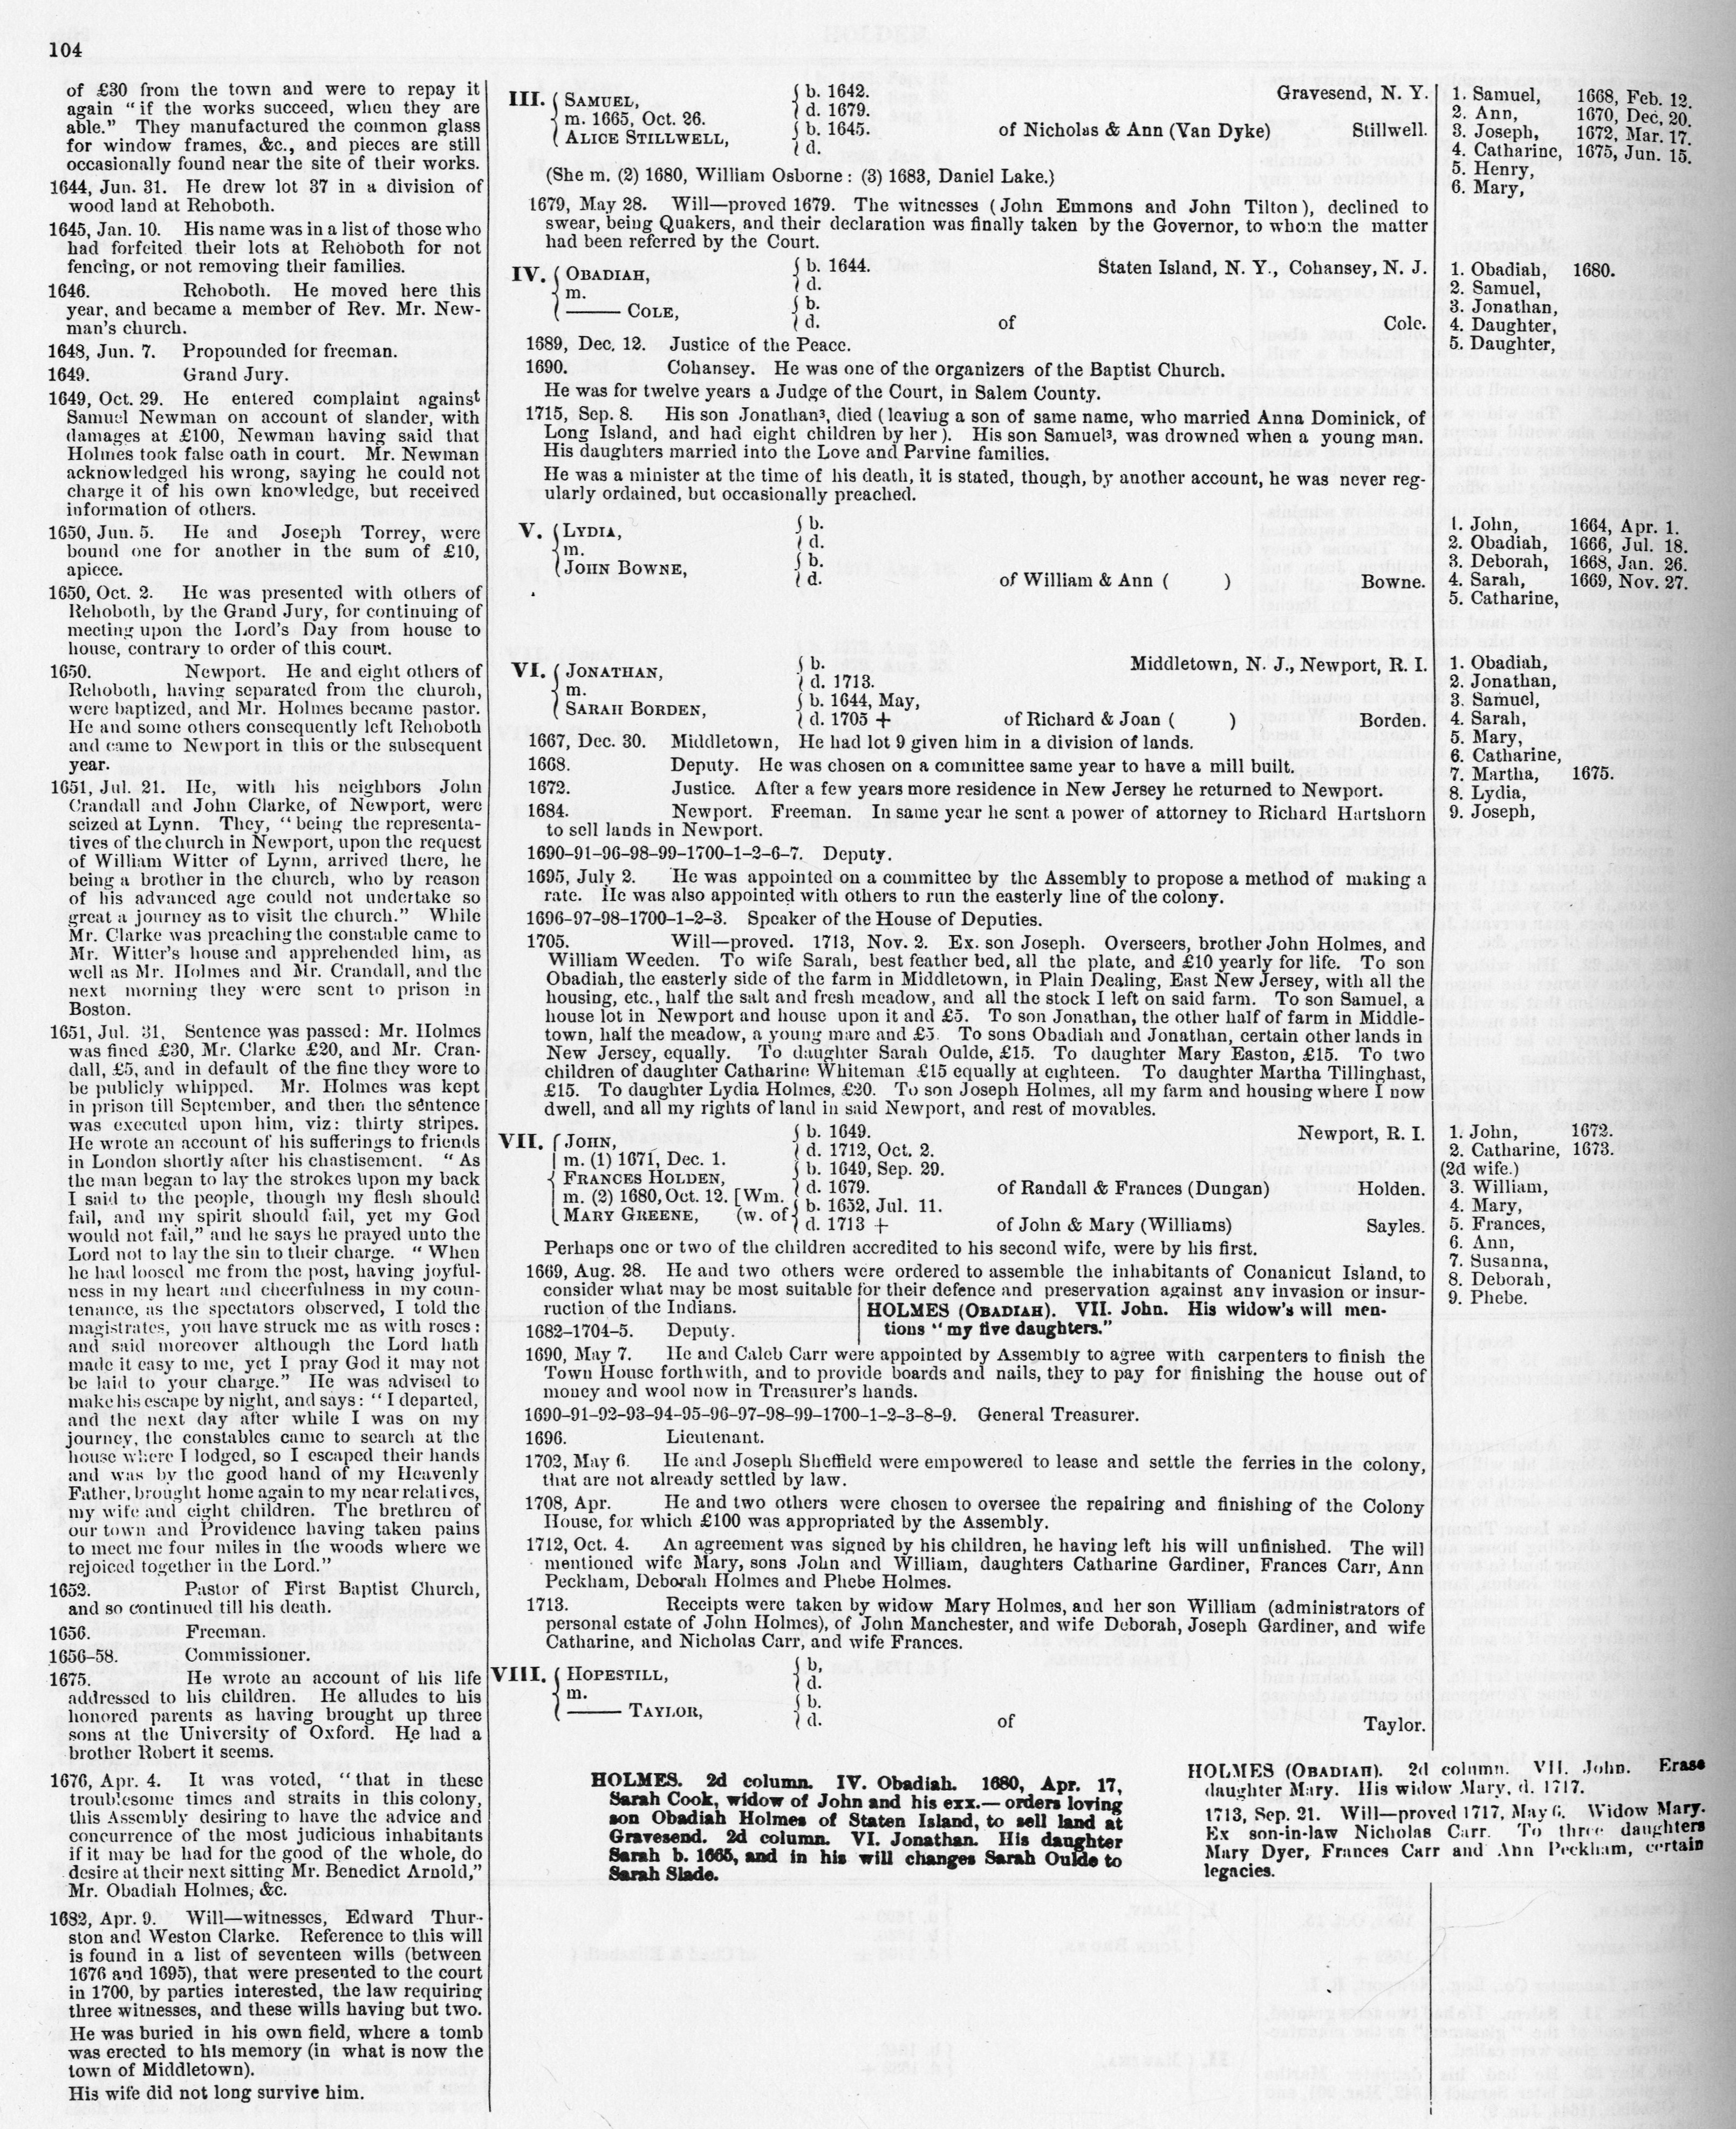 104
of £30 from the town and were to repay it
again "if the works succeed, when they are
able." They manufactured the common glass
for window frames, &c., and pieces are still
occasionally found near the site of their works.
1644, Jun. 31. He drew lot 37 in a division of
wood land at Rehoboth.
1645, Jan. 10. His name was in a list of those who
had forfeited their lots at Rehoboth for not
fencing, or not removing their families.
1646. Rehoboth. He moved here this
year, and became a member of Rev. Mr. New-
man's church.
1648, Jun. 7. Propounded for freeman.
1649. Grand Jury.
1649, Oct. 29. He entered complaint against
Samuel Newman on account of slander, with
damages at £100, Newman having said that
Holmes took false oath in court. Mr. Newman
acknowledged his wrong, saying he could not
charge it of his own knowledge, but received
information of others.
1650, Jun. 5. He and Joseph Torrey, were
bound one for another in the sum of £10,
apiece.
1650, Oct. 2. He was presented with others of
Rehoboth, by the Grand Jury, for continuing of
meeting upon the Lord's Day from house to
house, contrary to order of this court.
1650. Newport. He and eight others of
Rehoboth, having separated from the church,
were baptized, and Mr. Holmes became pastor.
He and some others consequently left Rehoboth
and came to Newport in this or the subsequent
year.
1651, Jul. 21. He, with his neighbors John
Crandall and John Clarke, of Newport, were
seized at Lynn. They, "being the representa-
tives of the church in Newport, upon the request
of William Witter of Lynn, arrived there, he
being a brother in the church, who by reason
of his advanced age could not undertake so
great a journey as to visit the church." While
Mr. Clarke was preaching the constable came to
Mr. Witter's house and apprehended him, as
well as Mr. Holmes and Mr. Crandall, and the
next morning they were sent to prison in
Boston.
1651, Jul. 31. Sentence was passed: Mr. Holmes
was fined £30, Mr. Clarke £20, and Mr. Cran-
dall, £5, and in default of the fine they were to
be publicly whipped. Mr. Holmes was kept
in prison till September, and then the sentence
was executed upon him, viz: thirty stripes.
He wrote an account of his sufferings to friends
in London shortly after his chastisement. "As
the man began to lay the strokes upon my back
I said to the people, though my flesh should
fail, and my spirit should fail, yet my God
would not fail," and he says he prayed unto the
Lord not to lay the sin to their charge. "When
he had loosed me from the post, having joyful-
ness in my heart and cheerfulness in my coun-
tenance, as the spectators observed, I told the
magistrates, you have struck me as with roses:
and said moreover although the Lord hath
made it easy to me, yet I pray God it may not
be laid to your charge." He was advised to
make his escape by night, and says: "I departed,
and the next day after while I was on my
journey, the constables came to search at the
house where I lodged, so I escaped their hands
and was by the good hand of my Heavenly
Father, brought home again to my near relatives,
my wife and eight children. The brethren of
our town and Providence having taken pains
to meet me four miles in the woods where we
rejoiced together in the Lord."
1652. Pastor of First Baptist Church,
and so continued till his death.
1656. Freeman.
1656-58. Commissioner.
1675. He wrote an account of his life
addressed to his children. He alludes to his
honored parents as having brought up three
sons at the University of Oxford. He had a
brother Robert it seems.
1676, Apr. 4. It was voted, "that in these
troublesome times and straits in this colony,
this Assembly desiring to have the advice and
concurrence of the most judicious inhabitants
if it may be had for the good of the whole, do
desire at their next sitting Mr. Benedict Arnold,"
Mr. Obadiah Holmes, &c.
1682, Apr. 9. Will—witnesses, Edward Thur-
ston and Weston Clarke. Reference to this will
is found in a list of seventeen wills (between
1676 and 1695), that were presented to the court
in 1700, by parties interested, the law requiring
three witnesses, and these wills having but two.
He was buried in his own field, where a tomb
was erected to his memory (in what is now the
town of Middletown).
His wife did not long survive him.
III. SAMUEL, b. 1642. Gravesend, N. Y.
m. 1665, Oct. 26. d. 1679.
ALICE STILLWELL, b. 1645. of Nicholas & Ann (Van Dyke) Stillwell.
d.
(She m. (2) 1680, William Osborne: (3) 1683, Daniel Lake.)
1679, May 28. Will—proved 1679. The witnesses (John Emmons and John Tilton), declined to
swear, being Quakers, and their declaration was finally taken by the Governor, to whom the matter
had been referred by the Court.
IV. OBADIAH, b. 1644. Staten Island, N. Y., Cohansey, N. J.
m. d.
—— COLE, b.
d. of Cole.
1689, Dec. 12. Justice of the Peace.
1690. Cohansey. He was one of the organizers of the Baptist Church.
He was for twelve years a Judge of the Court, in Salem County.
1715, Sep. 8. His son Jonathan³, died (leaving a son of same name, who married Anna Dominick, of
Long Island, and had eight children by her). His son Samuel³, was drowned when a young man.
His daughters married into the Love and Parvine families.
He was a minister at the time of his death, it is stated, though, by another account, he was never reg-
ularly ordained, but occasionally preached.
V. LYDIA, b.
m. d.
JOHN BOWNE, b.
d. of William & Ann ( ) Bowne.
VI. JONATHAN, b. Middletown, N. J., Newport, R. I.
m. d. 1713.
SARAH BORDEN, b. 1644, May,
d. 1705 + of Richard & Joan ( ) Borden.
1667, Dec. 30. Middletown, He had lot 9 given him in a division of lands.
1668. Deputy. He was chosen on a committee same year to have a mill built.
1672. Justice. After a few years more residence in New Jersey he returned to Newport.
1684. Newport. Freeman. In same year he sent a power of attorney to Richard Hartshorn
to sell lands in Newport.
1690-91-96-98-99-1700-1-2-6-7. Deputy.
1695, July 2. He was appointed on a committee by the Assembly to propose a method of making a
rate. He was also appointed with others to run the easterly line of the colony.
1696-97-98-1700-1-2-3. Speaker of the House of Deputies.
1705. Will—proved. 1713, Nov. 2. Ex. son Joseph. Overseers, brother John Holmes, and
William Weeden. To wife Sarah, best feather bed, all the plate, and £10 yearly for life. To son
Obadiah, the easterly side of the farm in Middletown, in Plain Dealing, East New Jersey, with all the
housing, etc., half the salt and fresh meadow, and all the stock I left on said farm. To son Samuel, a
house lot in Newport and house upon it and £5. To son Jonathan, the other half of farm in Middle-
town, half the meadow, a young mare and £5. To sons Obadiah and Jonathan, certain other lands in
New Jersey, equally. To daughter Sarah Oulde, £15. To daughter Mary Easton, £15. To two
children of daughter Catharine Whiteman £15 equally at eighteen. To daughter Martha Tillinghast,
£15. To daughter Lydia Holmes, £20. To son Joseph Holmes, all my farm and housing where I now
dwell, and all my rights of land in said Newport, and rest of movables.
VII. JOHN, b. 1649. Newport, R. I.
m. (1) 1671, Dec. 1. d. 1712, Oct. 2.
FRANCES HOLDEN, b. 1649, Sep. 29.
d. 1679. of Randall & Frances (Dungan) Holden.
m. (2) 1680, Oct. 12. [Wm. b. 1652, Jul. 11.
MARY GREENE, (w. of d. 1713 + of John & Mary (Williams) Sayles.
Perhaps one or two of the children accredited to his second wife, were by his first.
1669, Aug. 28. He and two others were ordered to assemble the inhabitants of Conanicut Island, to
consider what may be most suitable for their defence and preservation against any invasion or insur-
ruction of the Indians.
HOLMES (OBADIAH). VII. John. His widow's will men-
tions "my five daughters."
1682-1704-5. Deputy.
1690, May 7. He and Caleb Carr were appointed by Assembly to agree with carpenters to finish the
Town House forthwith, and to provide boards and nails, they to pay for finishing the house out of
money and wool now in Treasurer's hands.
1690-91-92-93-94-95-96-97-98-99-1700-1-2-3-8-9. General Treasurer.
1696. Lieutenant.
1702, May 6. He and Joseph Sheffield were empowered to lease and settle the ferries in the colony,
that are not already settled by law.
1708, Apr. He and two others were chosen to oversee the repairing and finishing of the Colony
House, for which £100 was appropriated by the Assembly.
1712, Oct. 4. An agreement was signed by his children, he having left his will unfinished. The will
mentioned wife Mary, sons John and William, daughters Catharine Gardiner, Frances Carr, Ann
Peckham, Deborah Holmes and Phebe Holmes.
1713. Receipts were taken by widow Mary Holmes, and her son William (administrators of
personal estate of John Holmes), of John Manchester, and wife Deborah, Joseph Gardiner, and wife
Catharine, and Nicholas Carr, and wife Frances.
VIII. HOPESTILL, b,
m. d.
—— TAYLOR, b.
d. of Taylor.
HOLMES. 2d column. IV. Obadiah. 1680, Apr. 17,
Sarah Cook, widow of John and his exx.—orders loving
son Obadiah Holmes of Staten Island, to sell land at
Gravesend. 2d column. VI. Jonathan. His daughter
Sarah b. 1665, and in his will changes Sarah Oulde to
Sarah Slade.
HOLMES (OBADIAH). 2d column. VII. John. Erase
daughter Mary. His widow Mary, d. 1717.
1713, Sep. 21. Will—proved 1717, May 6. Widow Mary.
Ex son-in-law Nicholas Carr. To three daughters
Mary Dyer, Frances Carr and Ann Peckham, certain
legacies.
1. Samuel, 1668, Feb. 12.
2. Ann, 1670, Dec, 20.
3. Joseph, 1672, Mar. 17.
4. Catharine, 1675, Jun. 15.
5. Henry,
6. Mary,
1. Obadiah, 1680.
2. Samuel,
3. Jonathan,
4. Daughter,
5. Daughter,
1. John, 1664, Apr. 1.
2. Obadiah, 1666, Jul. 18.
3. Deborah, 1668, Jan. 26.
4. Sarah, 1669, Nov. 27.
5. Catharine,
1. Obadiah,
2. Jonathan,
3. Samuel,
4. Sarah,
5. Mary,
6. Catharine,
7. Martha, 1675.
8. Lydia,
9. Joseph,
1. John, 1672.
2. Catharine, 1673.
(2d wife.)
3. William,
4. Mary,
5. Frances,
6. Ann,
7. Susanna,
8. Deborah,
9. Phebe.